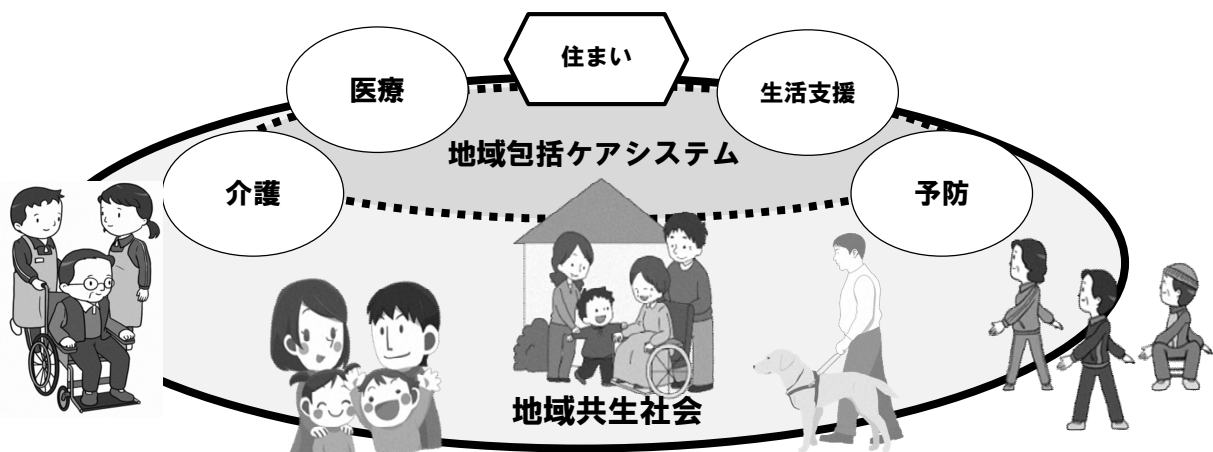 住まい
医療
生活支援
地域包括ケアシステム
介護
予防
地域共生社会